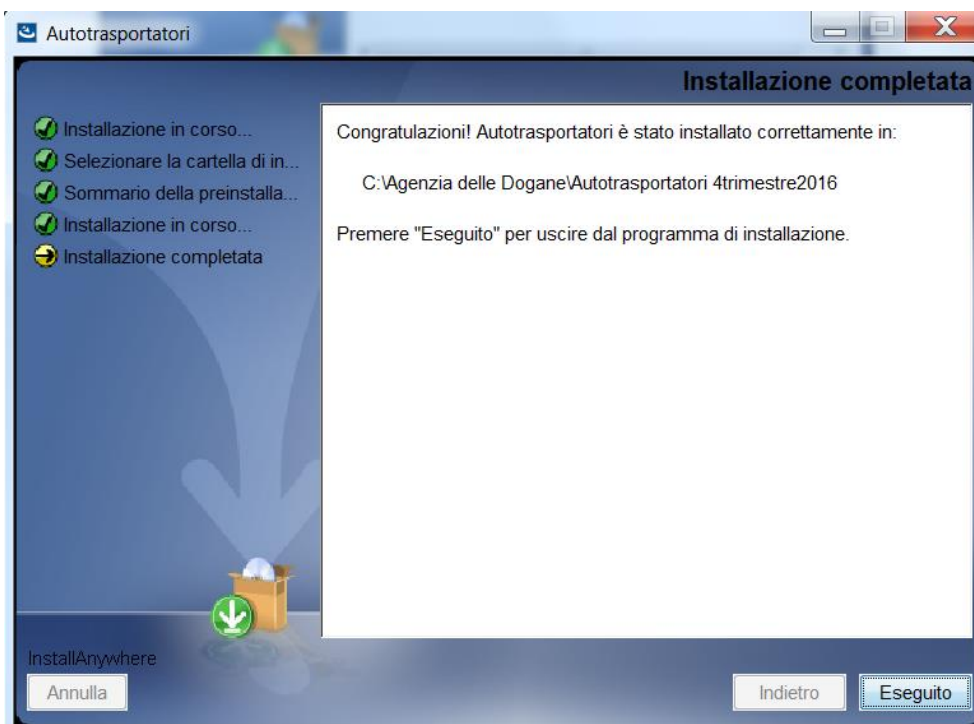 Autotrasportatori
Installazione completata
Installazione in corso...
Selezionare la cartella di in...
Sommario della preinstalla...
Installazione in corso...
Installazione completata
Congratulazioni! Autotrasportatori è stato installato correttamente in:
C:\Agenzia delle Dogane\Autotrasportatori 4trimestre2016
Premere "Eseguito" per uscire dal programma di installazione.
InstallAnywhere
Annulla
Indietro
Eseguito